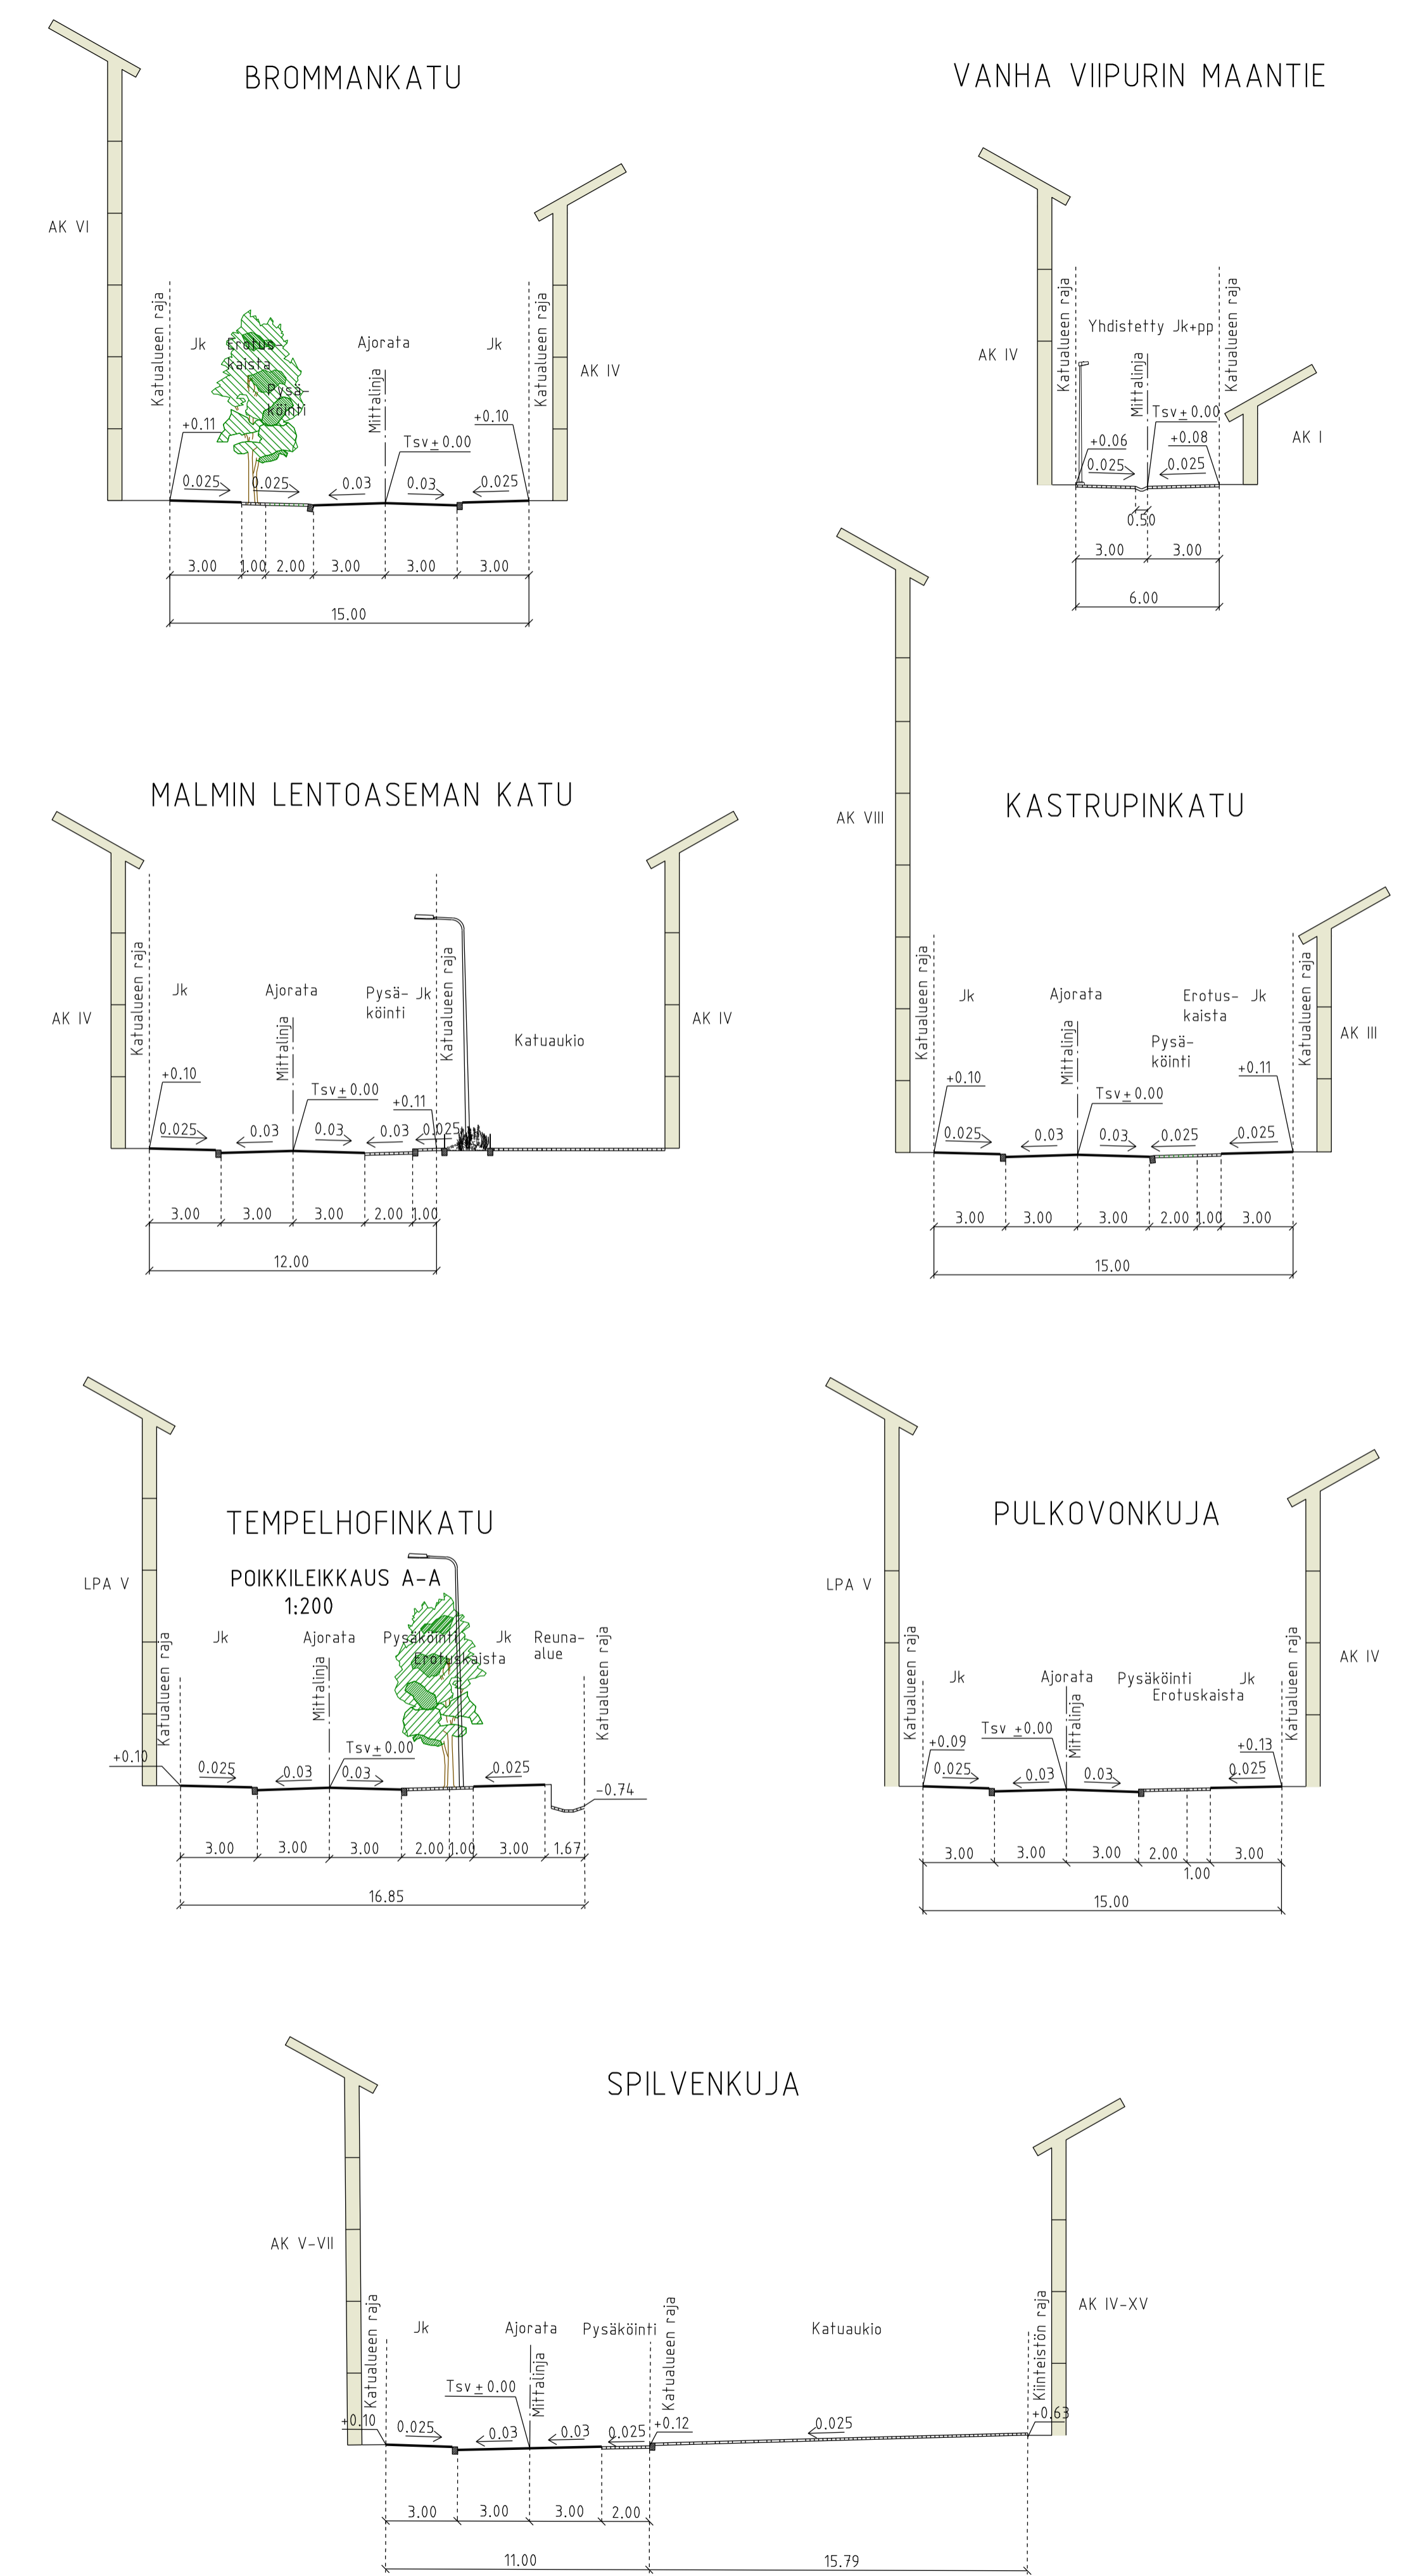 BROMMANKATU
AK VI
AK IV
Katualueen raja
Jk
Erotus-
kaista
Pysä-
köinti
Ajorata
Mittalinja
Jk
Katualueen raja
+0.11
Tsv±0.00
+0.10
0.025
0.025
0.03
0.03
0.025
3.00
1.00
2.00
3.00
3.00
3.00
15.00
VANHA VIIPURIN MAANTIE
AK IV
AK I
Katualueen raja
Yhdistetty Jk+pp
Mittalinja
Katualueen raja
Tsv±0.00
+0.06
+0.08
0.025
0.025
0.50
3.00
3.00
6.00
MALMIN LENTOASEMAN KATU
AK IV
AK IV
Katualueen raja
Jk
Ajorata
Mittalinja
Pysä-
köinti
Jk
Katualueen raja
Katuaukio
+0.10
Tsv±0.00
+0.11
0.025
0.03
0.03
0.03
0.025
3.00
3.00
3.00
2.00
1.00
12.00
KASTRUPINKATU
AK VIII
AK III
Katualueen raja
Jk
Ajorata
Mittalinja
Pysä-
köinti
Erotus-
kaista
Jk
Katualueen raja
+0.10
Tsv±0.00
+0.11
0.025
0.03
0.03
0.025
0.025
3.00
3.00
3.00
2.00
1.00
3.00
15.00
TEMPELHOFINKATU
POIKKILEIKKAUS A-A
1:200
LPA V
Katualueen raja
Jk
Ajorata
Mittalinja
Pysäköinti
Erotuskaista
Jk
Reuna-
alue
Katualueen raja
+0.10
Tsv±0.00
-0.74
0.025
0.03
0.03
0.025
3.00
3.00
3.00
2.00
1.00
3.00
1.67
16.85
PULKOVONKUJA
LPA V
AK IV
Katualueen raja
Jk
Ajorata
Mittalinja
Pysäköinti
Erotuskaista
Jk
Katualueen raja
+0.09
Tsv ±0.00
+0.13
0.025
0.03
0.03
0.025
3.00
3.00
3.00
2.00
1.00
3.00
15.00
SPILVENKUJA
AK V-VII
AK IV-XV
Katualueen raja
Jk
Ajorata
Mittalinja
Pysäköinti
Katualueen raja
Katuaukio
Kiinteistön raja
+0.10
Tsv±0.00
+0.12
+0.63
0.025
0.03
0.03
0.025
0.025
3.00
3.00
3.00
2.00
11.00
15.79